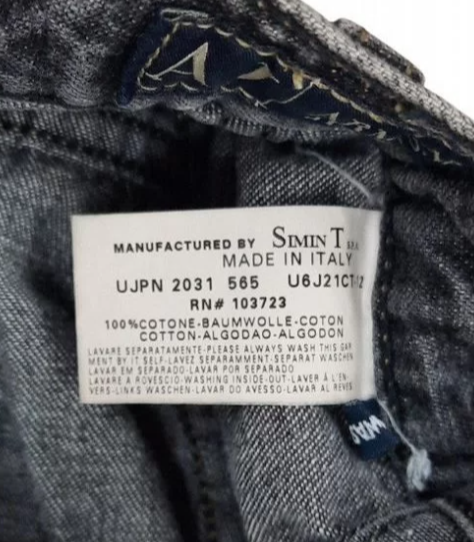 MANUFACTURED BY SIMINT S.P.A
MADE IN ITALY
UJPN 2031 565 U6J21CT
RN# 103723
100%COTONE-BAUMWOLLE-COTON
COTTON-ALGODAO-ALGODON
LAVARE SEPARATAMENTE-PLEASE ALWAYS WASH THIS GAR
MENT BY IT SELF-LAVEZ SEPARAMMENT-SEPARAT WASCHEN
LAVAR EM SEPARADO-LAVAR POR SEPARADO
LAVARE A ROVESCIO-WASHING INSIDE-OUT-LAVER À L'EN-
VERS-LINKS WASCHEN-LAVAR DO AVESSO-LAVAR AL REVES